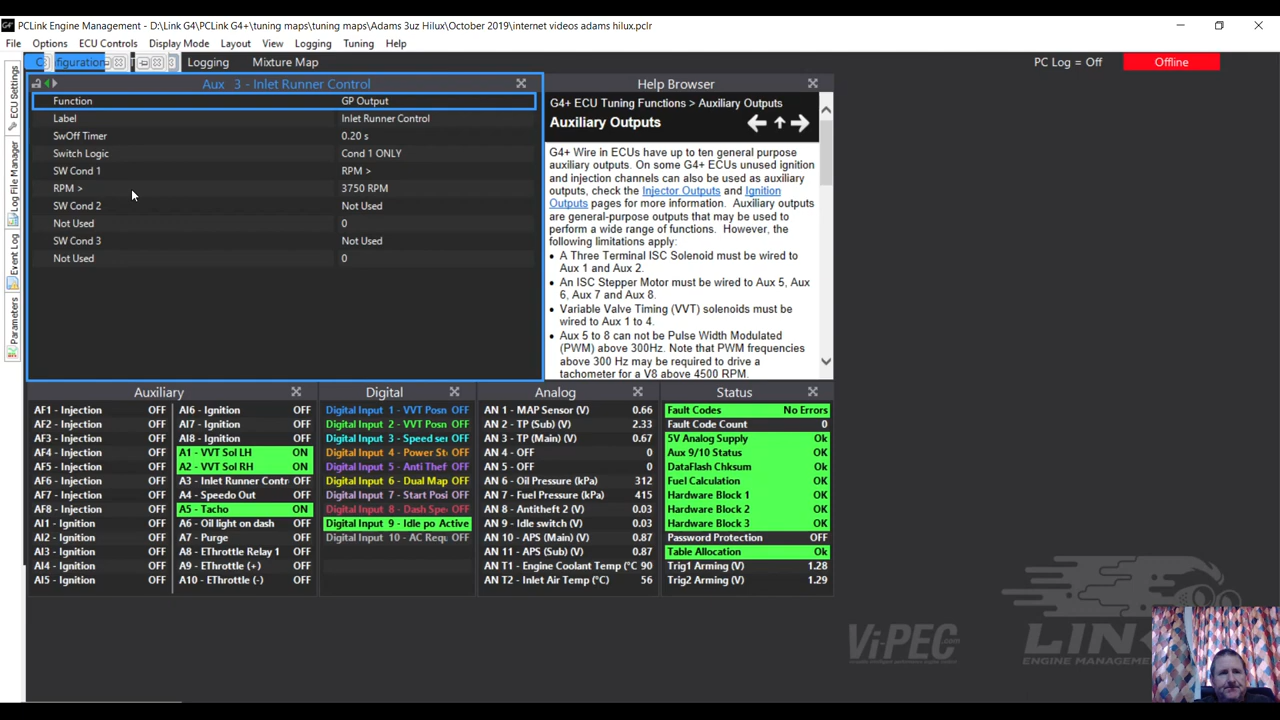 PCLink Engine Management - D:\Link G4\PCLink G4+\tuning maps\tuning maps\Adams 3uz Hilux\October 2019\internet videos adams hilux.pclr
File Options ECU Controls Display Mode Layout View Logging Tuning Help
figuration Logging Mixture Map PC Log = Off Offline
ECU Settings
Log File Manager
Event Log
Parameters
Aux 3 - Inlet Runner Control
Function GP Output
Label Inlet Runner Control
SwOff Timer 0.20 s
Switch Logic Cond 1 ONLY
SW Cond 1 RPM >
RPM > 3750 RPM
SW Cond 2 Not Used
Not Used 0
SW Cond 3 Not Used
Not Used 0
Help Browser
G4+ ECU Tuning Functions > Auxiliary Outputs
Auxiliary Outputs
G4+ Wire in ECUs have up to ten general purpose
auxiliary outputs. On some G4+ ECUs unused ignition
and injection channels can also be used as auxiliary
outputs, check the Injector Outputs and Ignition
Outputs pages for more information. Auxiliary outputs
are general-purpose outputs that may be used to
perform a wide range of functions. However, the
following limitations apply:
• A Three Terminal ISC Solenoid must be wired to
Aux 1 and Aux 2.
• An ISC Stepper Motor must be wired to Aux 5, Aux
6, Aux 7 and Aux 8.
• Variable Valve Timing (VVT) solenoids must be
wired to Aux 1 to 4.
• Aux 5 to 8 can not be Pulse Width Modulated
(PWM) above 300Hz. Note that PWM frequencies
above 300 Hz may be required to drive a
tachometer for a V8 above 4500 RPM.
Auxiliary
AF1 - Injection OFF
AF2 - Injection OFF
AF3 - Injection OFF
AF4 - Injection OFF
AF5 - Injection OFF
AF6 - Injection OFF
AF7 - Injection OFF
AF8 - Injection OFF
AI1 - Ignition OFF
AI2 - Ignition OFF
AI3 - Ignition OFF
AI4 - Ignition OFF
AI5 - Ignition OFF
AI6 - Ignition OFF
AI7 - Ignition OFF
AI8 - Ignition OFF
A1 - VVT Sol LH ON
A2 - VVT Sol RH ON
A3 - Inlet Runner Contr OFF
A4 - Speedo Out OFF
A5 - Tacho ON
A6 - Oil light on dash OFF
A7 - Purge OFF
A8 - EThrottle Relay 1 OFF
A9 - EThrottle (+) OFF
A10 - EThrottle (-) OFF
Digital
Digital Input 1 - VVT Posn OFF
Digital Input 2 - VVT Posn OFF
Digital Input 3 - Speed ser OFF
Digital Input 4 - Power St OFF
Digital Input 5 - Anti Thef OFF
Digital Input 6 - Dual Map OFF
Digital Input 7 - Start Posi OFF
Digital Input 8 - Dash Spe OFF
Digital Input 9 - Idle po Active
Digital Input 10 - AC Requ OFF
Analog
AN 1 - MAP Sensor (V) 0.66
AN 2 - TP (Sub) (V) 2.33
AN 3 - TP (Main) (V) 0.67
AN 4 - OFF 0
AN 5 - OFF 0
AN 6 - Oil Pressure (kPa) 312
AN 7 - Fuel Pressure (kPa) 415
AN 8 - Antitheft 2 (V) 0.03
AN 9 - Idle switch (V) 0.03
AN 10 - APS (Main) (V) 0.87
AN 11 - APS (Sub) (V) 0.87
AN T1 - Engine Coolant Temp (°C 90
AN T2 - Inlet Air Temp (°C) 56
Status
Fault Codes No Errors
Fault Code Count 0
5V Analog Supply Ok
Aux 9/10 Status OK
DataFlash Chksum Ok
Fuel Calculation OK
Hardware Block 1 OK
Hardware Block 2 OK
Hardware Block 3 OK
Password Protection OFF
Table Allocation Ok
Trig1 Arming (V) 1.28
Trig2 Arming (V) 1.29
Vi-PEC
LINK
ENGINE MANAGEMEN